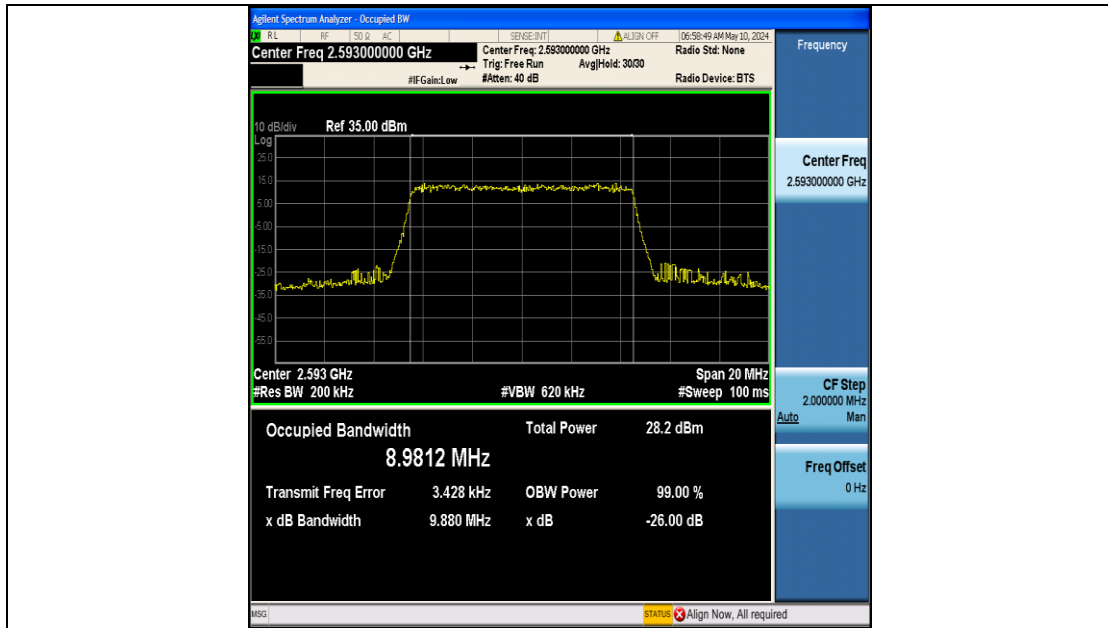 Agilent Spectrum Analyzer - Occupied BW
RL RF 50 Ω AC SENSE:INT ALIGN OFF 06:58:49 AM May 10, 2024
Center Freq 2.593000000 GHz
Center Freq: 2.593000000 GHz Radio Std: None
Trig: Free Run Avg|Hold: 30/30
#IFGain:Low #Atten: 40 dB Radio Device: BTS
10 dB/div Ref 35.00 dBm
Log
25.0
15.0
5.00
-5.00
-15.0
-25.0
-35.0
-45.0
-55.0
Center 2.593 GHz Span 20 MHz
#Res BW 200 kHz #VBW 620 kHz #Sweep 100 ms
Occupied Bandwidth Total Power 28.2 dBm
8.9812 MHz
Transmit Freq Error 3.428 kHz OBW Power 99.00 %
x dB Bandwidth 9.880 MHz x dB -26.00 dB
Frequency
Center Freq
2.593000000 GHz
CF Step
2.000000 MHz
Auto Man
Freq Offset
0 Hz
MSG STATUS Align Now, All required